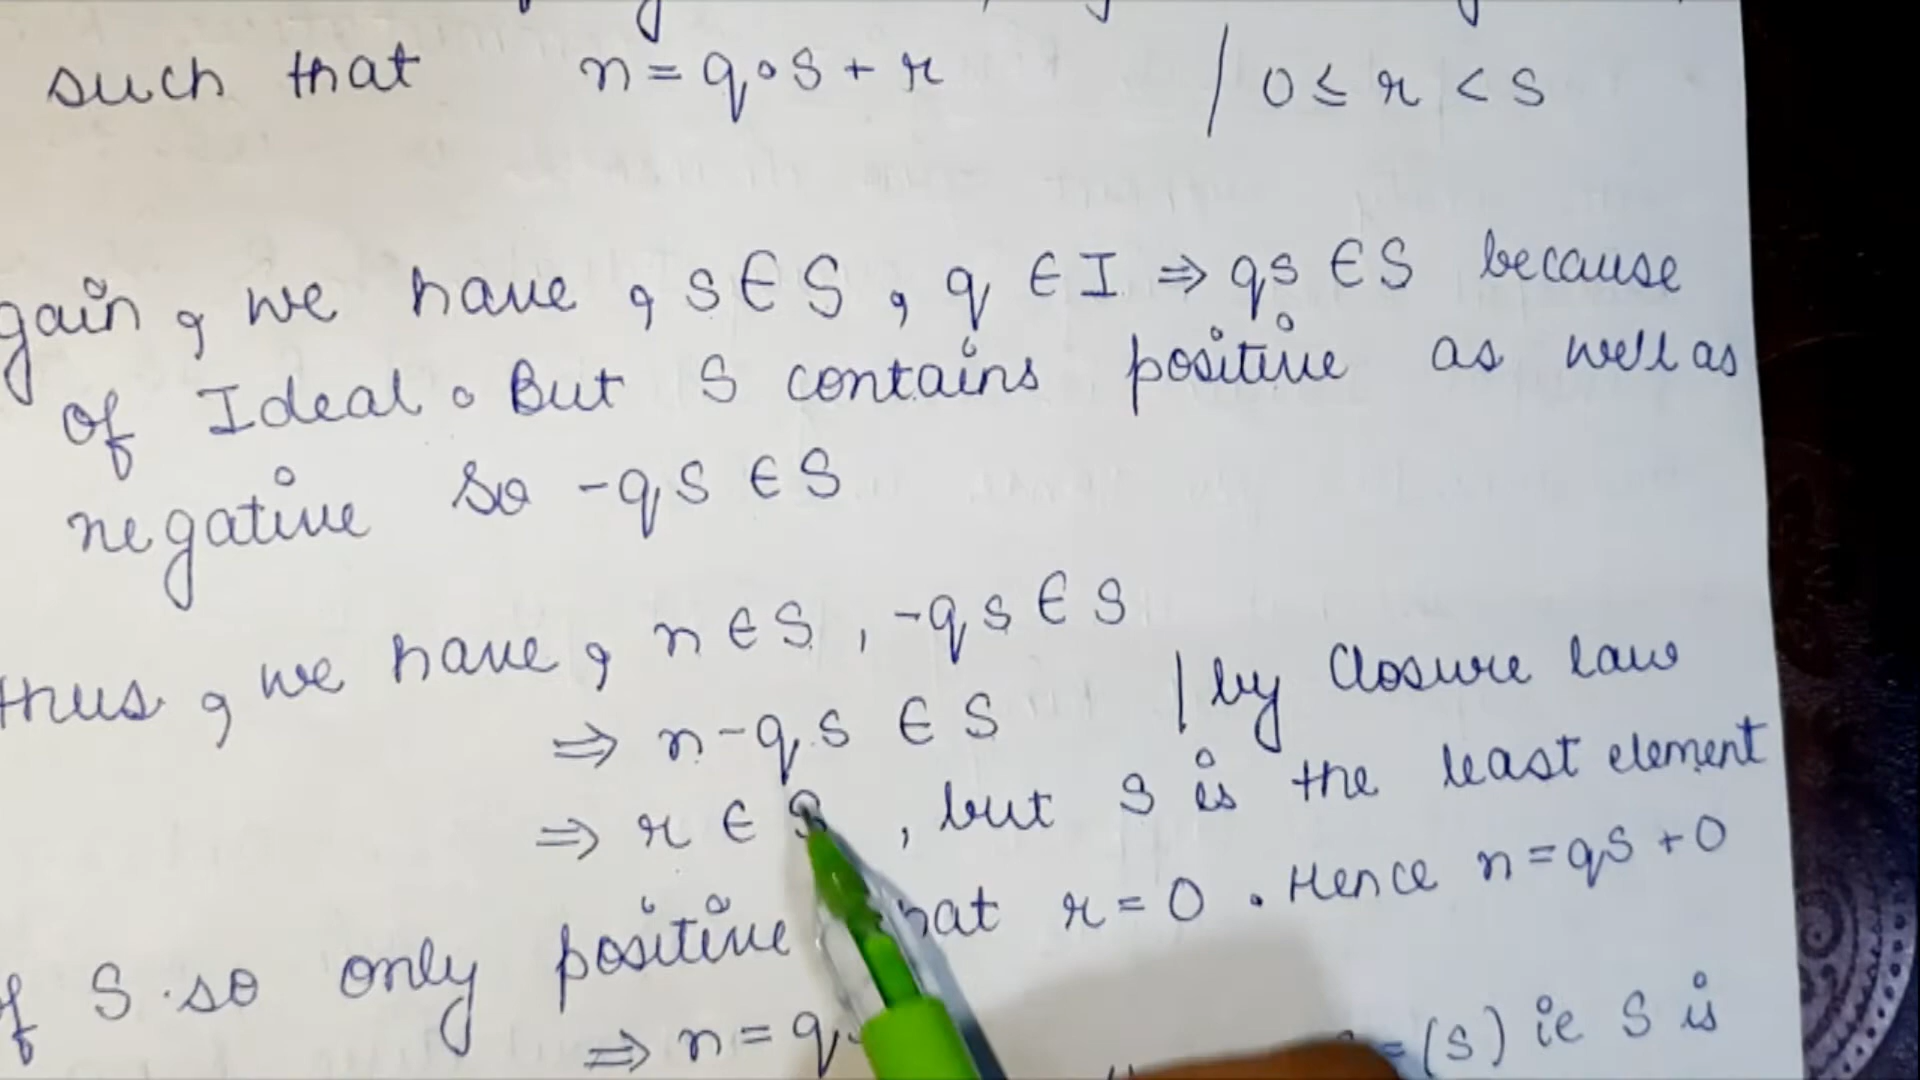 such that n = q∘s + r / 0 ≤ r < s
gain, we have, s ∈ S, q ∈ I ⇒ qs ∈ S because
of Ideal. But S contains positive as well as
negative so -qs ∈ S
thus, we have, n ∈ S, -qs ∈ S
⇒ n - qs ∈ S | by Closure law
⇒ r ∈ S, but s is the least element
of S. so only positive r = 0. Hence n = qs + 0
⇒ n = q = (s) ie S is